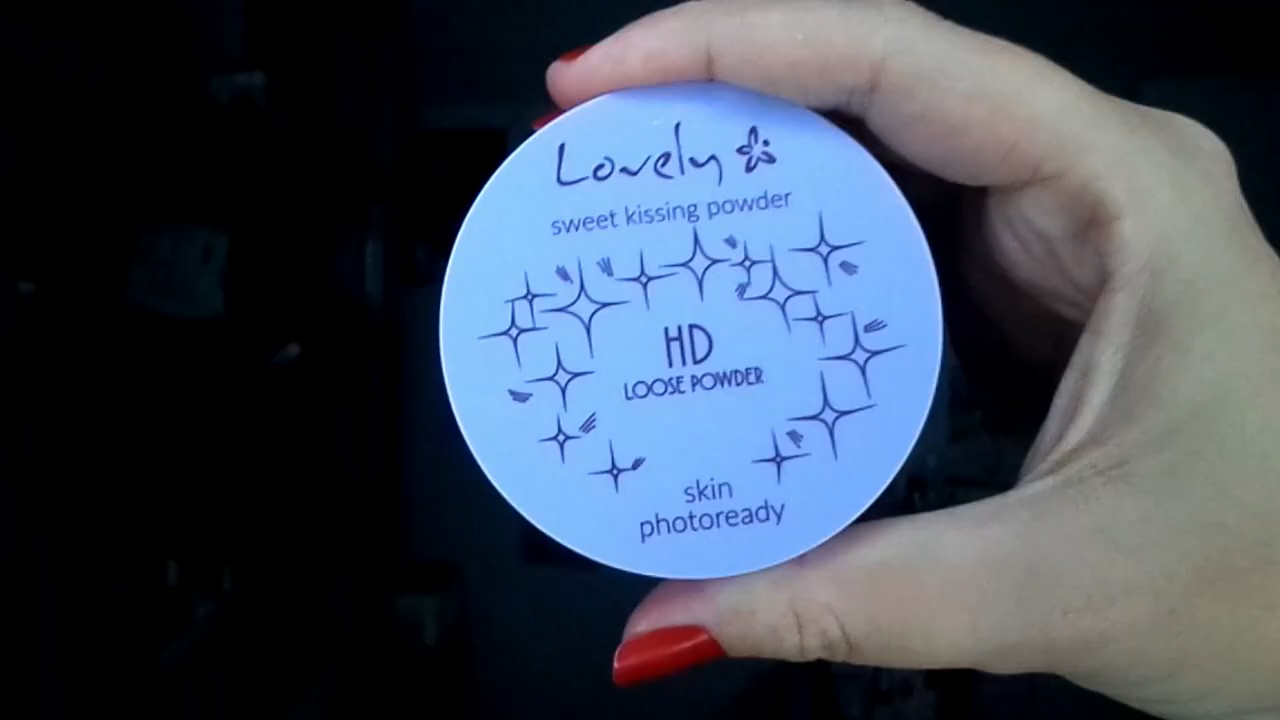 Lovely
sweet kissing powder
HD
LOOSE POWDER
skin
photoready